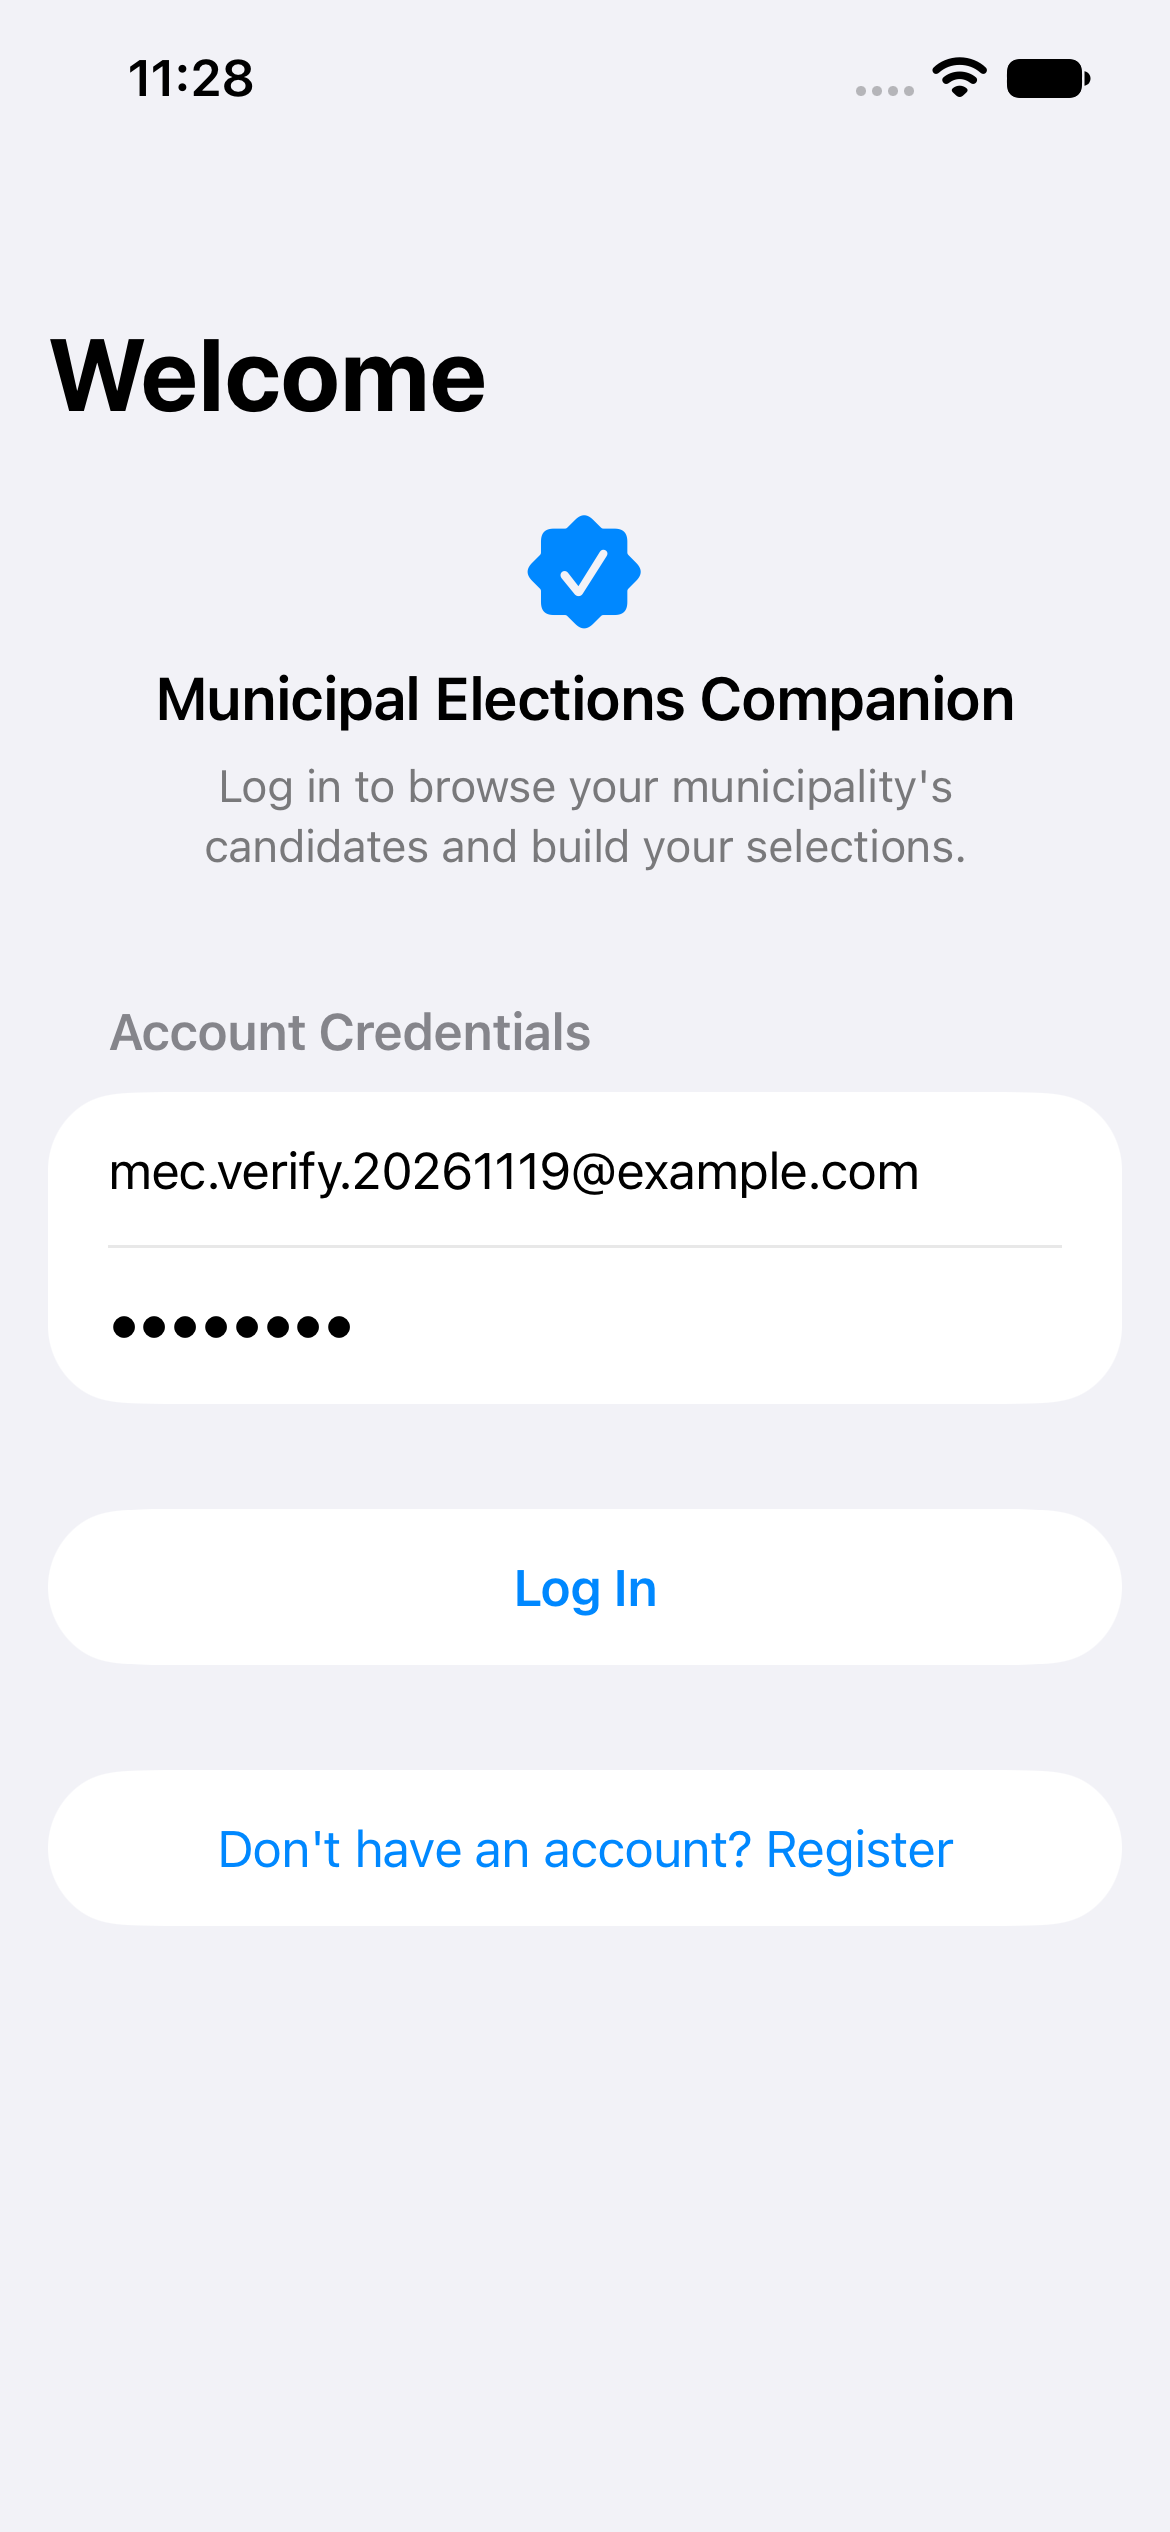 11:28
Welcome
Municipal Elections Companion
Log in to browse your municipality's
candidates and build your selections.
Account Credentials
mec.verify.20261119@example.com
••••••••
Log In
Don't have an account? Register